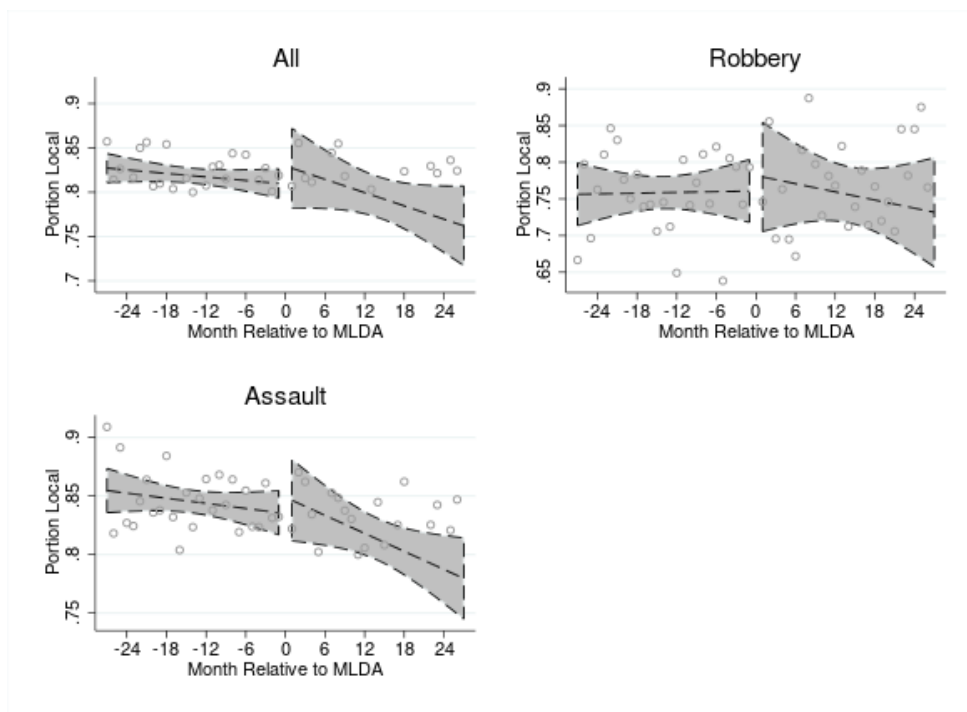 All
Portion Local
.9
.85
.8
.75
.7
-24 -18 -12 -6 0 6 12 18 24
Month Relative to MLDA
Robbery
Portion Local
.9
.85
.8
.75
.7
.65
-24 -18 -12 -6 0 6 12 18 24
Month Relative to MLDA
Assault
Portion Local
.9
.85
.8
.75
-24 -18 -12 -6 0 6 12 18 24
Month Relative to MLDA